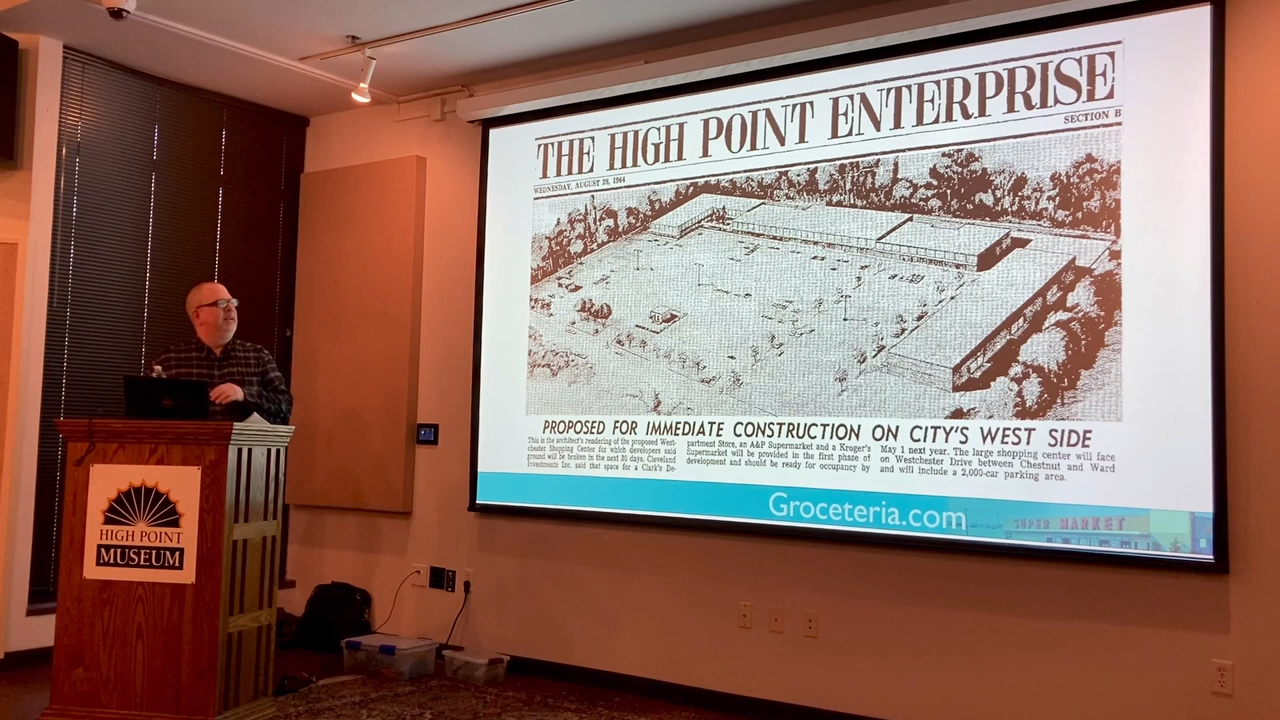 THE HIGH POINT ENTERPRISE
SECTION B
WEDNESDAY, AUGUST 26, 1964
PROPOSED FOR IMMEDIATE CONSTRUCTION ON CITY'S WEST SIDE
This is the architect's rendering of the proposed West-
chester Shopping Center for which developers said
ground will be broken in the next 30 days. Cleveland
Investments Inc. said that space for a Clark's De-
partment Store, an A&P Supermarket and a Kroger's
Supermarket will be provided in the first phase of
development and should be ready for occupancy by
May 1 next year. The large shopping center will face
on Westchester Drive between Chestnut and Ward
and will include a 2,000-car parking area.
Groceteria.com
SUPER MARKET
HIGH POINT
MUSEUM